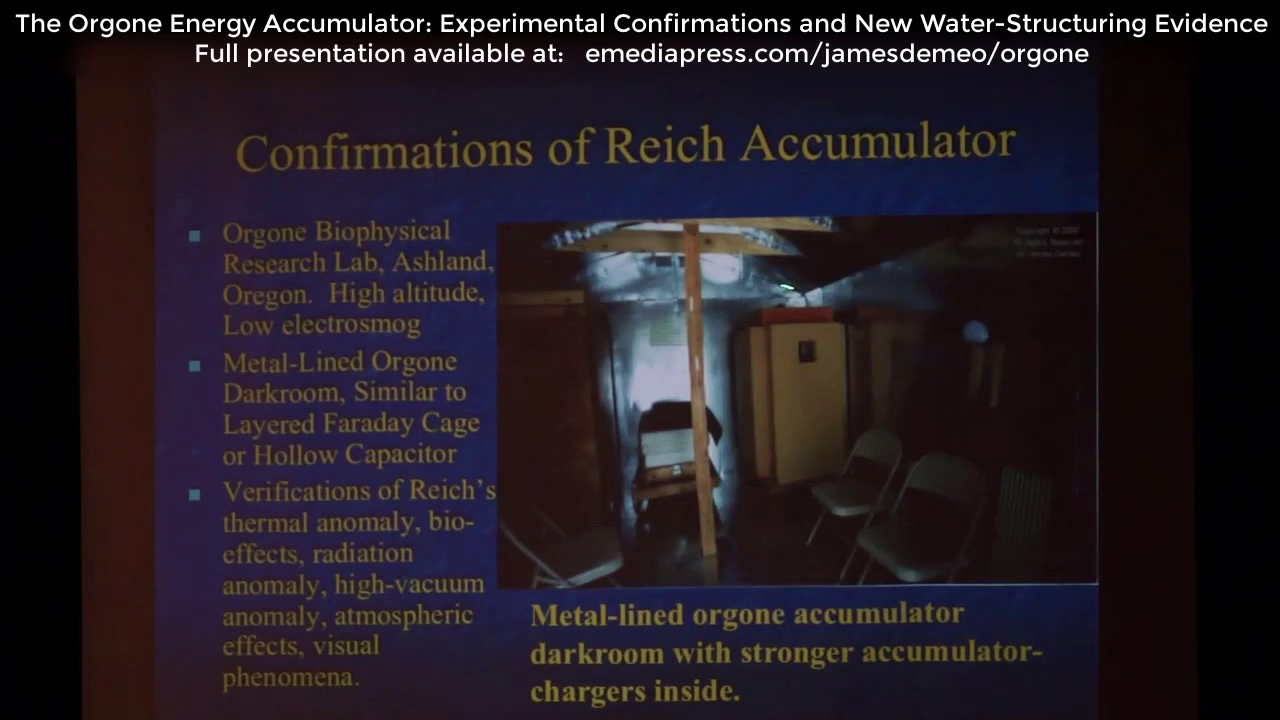 The Orgone Energy Accumulator: Experimental Confirmations and New Water-Structuring Evidence
Full presentation available at: emediapress.com/jamesdemeo/orgone
Confirmations of Reich Accumulator
Orgone Biophysical
Research Lab, Ashland,
Oregon. High altitude,
Low electrosmog
Metal-Lined Orgone
Darkroom, Similar to
Layered Faraday Cage
or Hollow Capacitor
Verifications of Reich's
thermal anomaly, bio-
effects, radiation
anomaly, high-vacuum
anomaly, atmospheric
effects, visual
phenomena.
Metal-lined orgone accumulator
darkroom with stronger accumulator-
chargers inside.